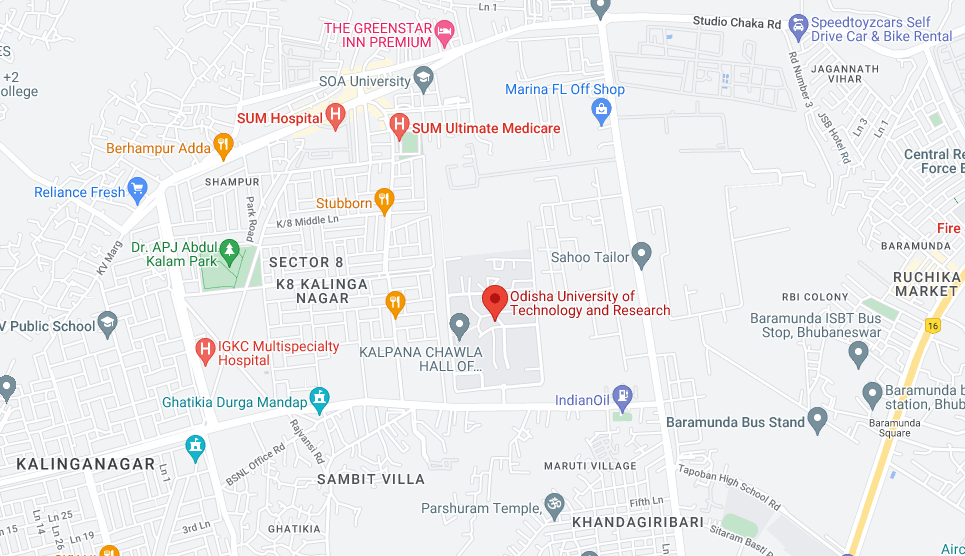 Ln 1
THE GREENSTAR
INN PREMIUM
Studio Chaka Rd
Speedtoyzcars Self
Drive Car & Bike Rental
ES
+2
ollege
SOA University
JAGANNATH
VIHAR
Rd Number 3
Marina FL Off Shop
SUM Hospital
SUM Ultimate Medicare
JSB Hotel Rd
Ln 3
Ln 1
Berhampur Adda
Central Re
Force B
SHAMPUR
Reliance Fresh
Park Road
Stubborn
K/8 Middle Ln
KV Marg
Fire
Dr. APJ Abdul
Kalam Park
SECTOR 8
Sahoo Tailor
BARAMUNDA
K8 KALINGA
NAGAR
RUCHIKA
MARKET
Odisha University of
Technology and Research
RBI COLONY
Baramunda ISBT Bus
Stop, Bhubaneswar
16
V Public School
IGKC Multispecialty
Hospital
KALPANA CHAWLA
HALL OF...
Ghatikia Durga Mandap
IndianOil
Baramunda b
station, Bhub
Baramunda Bus Stand
Baramunda
Square
Rajvansi Rd
BSNL Office Rd
KALINGANAGAR
SAMBIT VILLA
MARUTI VILLAGE
Tapoban High School Rd
Parshuram Temple,
Fifth Ln
KHANDAGIRIBARI
Ln 25
Ln 15
Ln 26
Ln 14
3rd Ln
GHATIKIA
Sitaram Basti
Airc